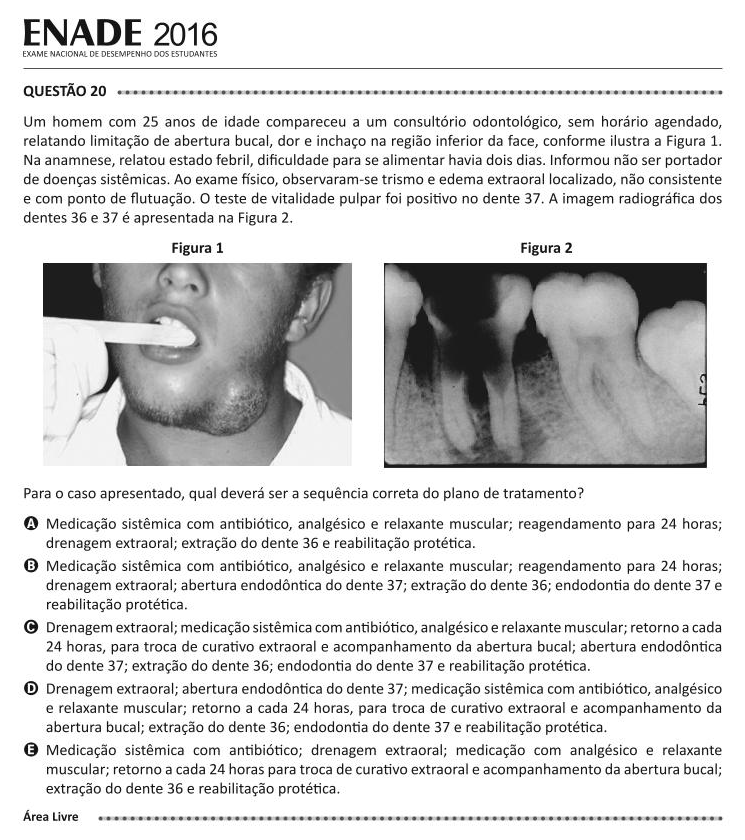 ENADE 2016
EXAME NACIONAL DE DESEMPENHO DOS ESTUDANTES
QUESTÃO 20
Um homem com 25 anos de idade compareceu a um consultório odontológico, sem horário agendado,
relatando limitação de abertura bucal, dor e inchaço na região inferior da face, conforme ilustra a Figura 1.
Na anamnese, relatou estado febril, dificuldade para se alimentar havia dois dias. Informou não ser portador
de doenças sistêmicas. Ao exame físico, observaram-se trismo e edema extraoral localizado, não consistente
e com ponto de flutuação. O teste de vitalidade pulpar foi positivo no dente 37. A imagem radiográfica dos
dentes 36 e 37 é apresentada na Figura 2.
Figura 1
Figura 2
Para o caso apresentado, qual deverá ser a sequência correta do plano de tratamento?
A Medicação sistêmica com antibiótico, analgésico e relaxante muscular; reagendamento para 24 horas;
drenagem extraoral; extração do dente 36 e reabilitação protética.
B Medicação sistêmica com antibiótico, analgésico e relaxante muscular; reagendamento para 24 horas;
drenagem extraoral; abertura endodôntica do dente 37; extração do dente 36; endodontia do dente 37 e
reabilitação protética.
C Drenagem extraoral; medicação sistêmica com antibiótico, analgésico e relaxante muscular; retorno a cada
24 horas, para troca de curativo extraoral e acompanhamento da abertura bucal; abertura endodôntica
do dente 37; extração do dente 36; endodontia do dente 37 e reabilitação protética.
D Drenagem extraoral; abertura endodôntica do dente 37; medicação sistêmica com antibiótico, analgésico
e relaxante muscular; retorno a cada 24 horas, para troca de curativo extraoral e acompanhamento da
abertura bucal; extração do dente 36; endodontia do dente 37 e reabilitação protética.
E Medicação sistêmica com antibiótico; drenagem extraoral; medicação com analgésico e relaxante
muscular; retorno a cada 24 horas para troca de curativo extraoral e acompanhamento da abertura bucal;
extração do dente 36 e reabilitação protética.
Área Livre